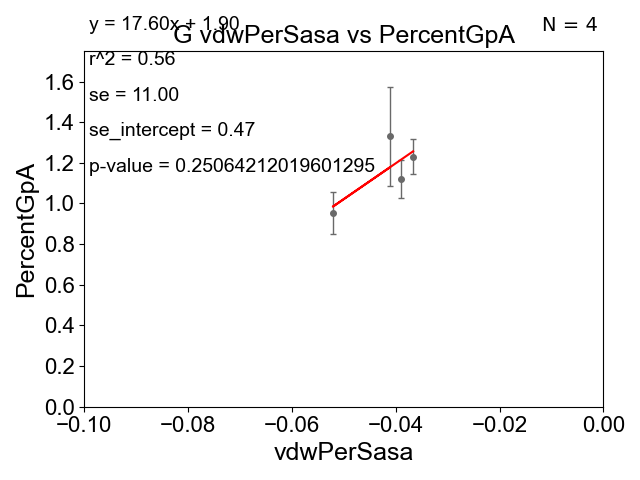 y = 17.60x + 1.90
N = 4
G vdwPerSasa vs PercentGpA
r^2 = 0.56
se = 11.00
se_intercept = 0.47
p-value = 0.25064212019601295
PercentGpA
1.6
1.4
1.2
1.0
0.8
0.6
0.4
0.2
0.0
−0.10 −0.08 −0.06 −0.04 −0.02 0.00
vdwPerSasa